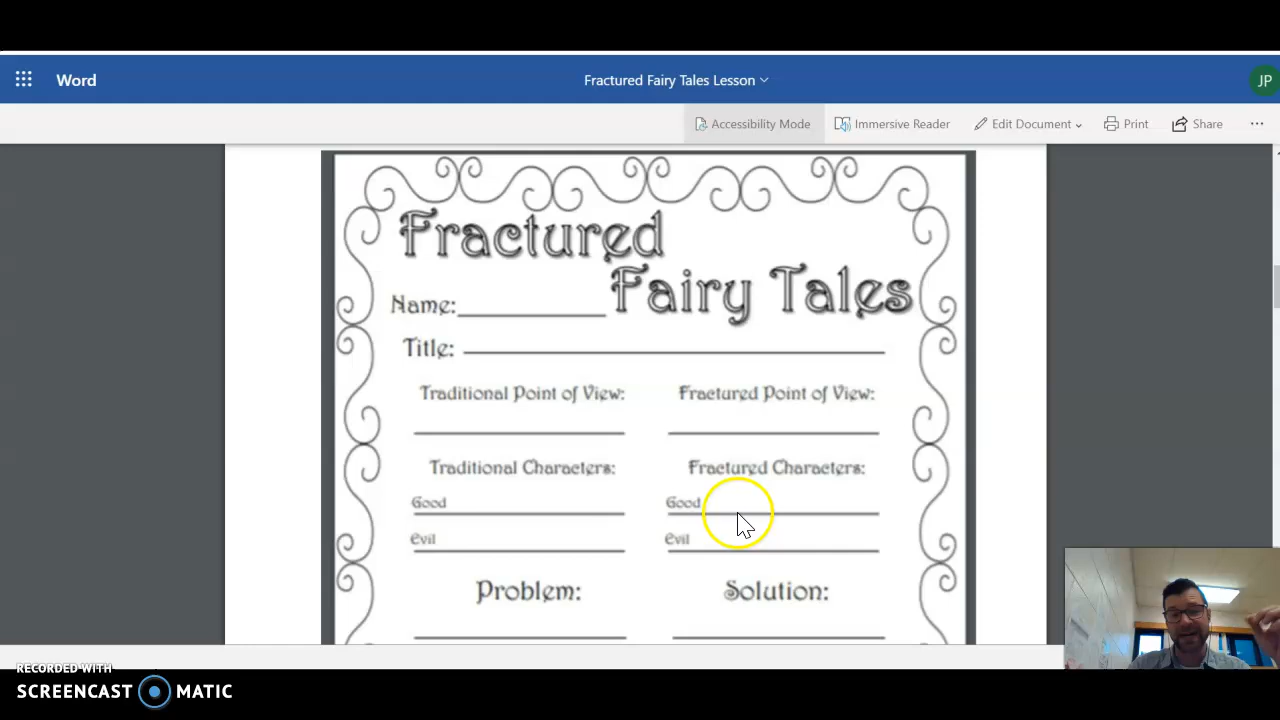 Word
Fractured Fairy Tales Lesson
JP
Accessibility Mode
Immersive Reader
Edit Document
Print
Share
Fractured
Fairy Tales
Name:
Title:
Traditional Point of View:
Fractured Point of View:
Traditional Characters:
Fractured Characters:
Good
Good
Evil
Evil
Problem:
Solution:
RECORDED WITH
SCREENCAST MATIC